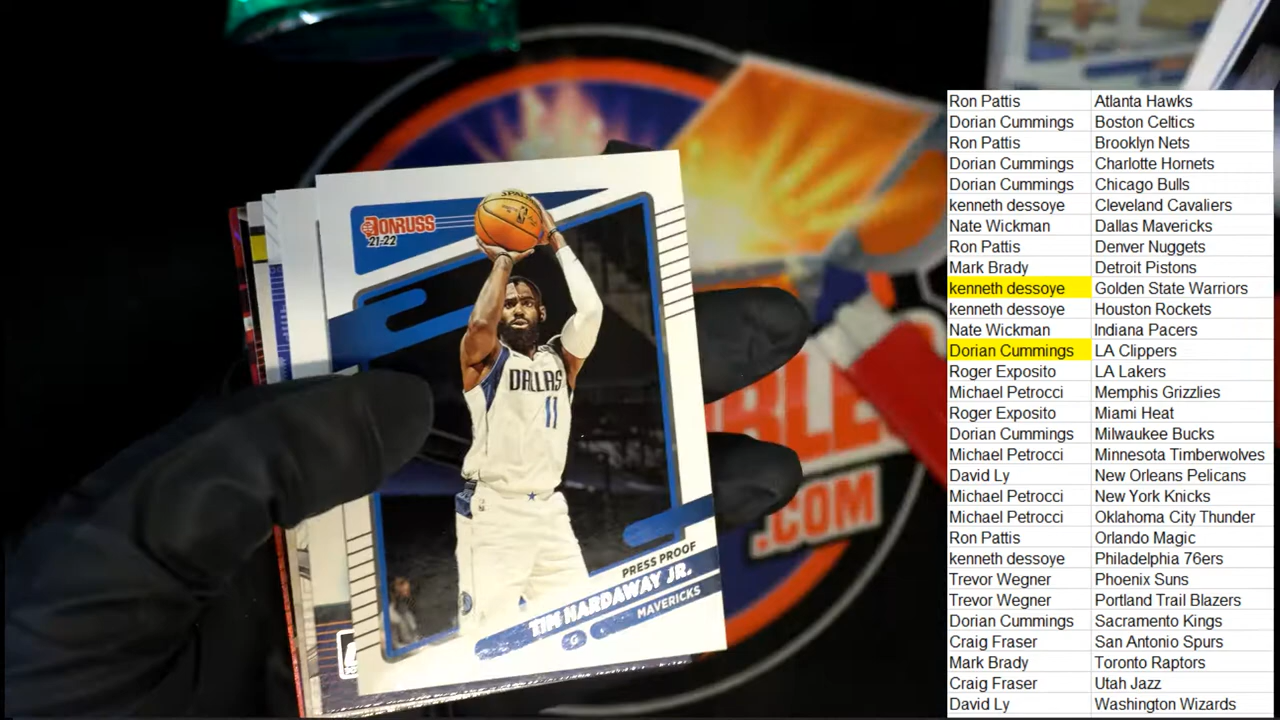 SPALDING
DONRUSS
21-22
DALLAS
11
PRESS PROOF
TIM HARDAWAY JR.
MAVERICKS
G
.COM
Ron Pattis Atlanta Hawks
Dorian Cummings Boston Celtics
Ron Pattis Brooklyn Nets
Dorian Cummings Charlotte Hornets
Dorian Cummings Chicago Bulls
kenneth dessoye Cleveland Cavaliers
Nate Wickman Dallas Mavericks
Ron Pattis Denver Nuggets
Mark Brady Detroit Pistons
kenneth dessoye Golden State Warriors
kenneth dessoye Houston Rockets
Nate Wickman Indiana Pacers
Dorian Cummings LA Clippers
Roger Exposito LA Lakers
Michael Petrocci Memphis Grizzlies
Roger Exposito Miami Heat
Dorian Cummings Milwaukee Bucks
Michael Petrocci Minnesota Timberwolves
David Ly New Orleans Pelicans
Michael Petrocci New York Knicks
Michael Petrocci Oklahoma City Thunder
Ron Pattis Orlando Magic
kenneth dessoye Philadelphia 76ers
Trevor Wegner Phoenix Suns
Trevor Wegner Portland Trail Blazers
Dorian Cummings Sacramento Kings
Craig Fraser San Antonio Spurs
Mark Brady Toronto Raptors
Craig Fraser Utah Jazz
David Ly Washington Wizards